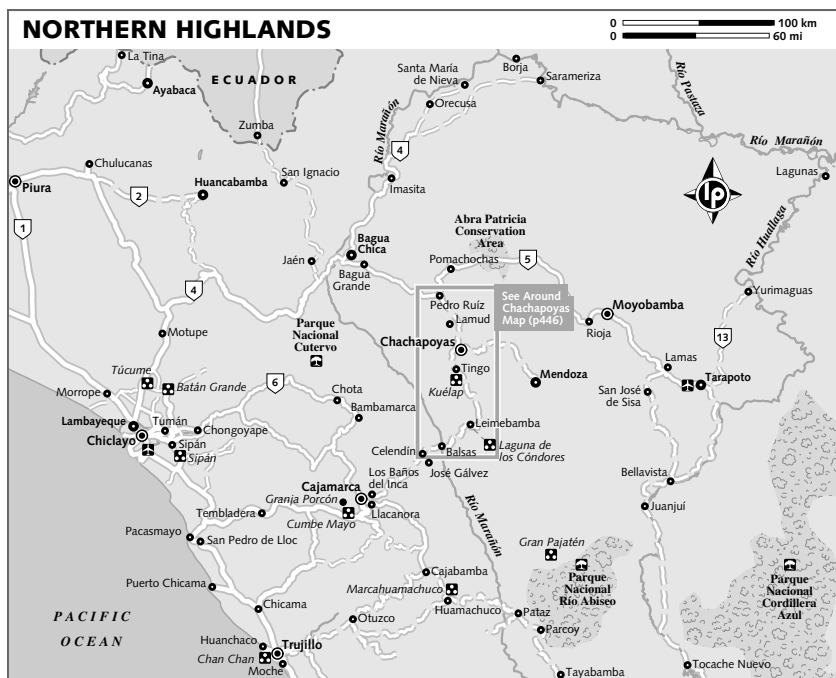 NORTHERN HIGHLANDS
0
100 km
0
60 mi
La Tina
Ayabaca
ECUADOR
Zumba
Santa María
de Nieva
Orecusa
Borja
Sarameriza
Río Pastaza
Río Marañón
Lagunas
Río Marañón
4
Imasita
Chulucanas
Piura
2
Huancabamba
San Ignacio
1
Jaén
Bagua
Chica
Bagua
Grande
Abra Patricia
Conservation
Area
Pomachochas
5
lp
Río Huallaga
Yurimaguas
4
Motupe
Parque
Nacional
Cutervo
Pedro Ruíz
Lamud
See Around
Chachapoyas
Map (p446)
Moyobamba
Rioja
13
Chachapoyas
Tingo
Kuélap
Mendoza
Lamas
Tarapoto
San José
de Sisa
Túcume
Batán Grande
Morrope
6
Chota
Bambamarca
Lambayeque
Chiclayo
Tumán
Sipán
Sipán
Chongoyape
Leimebamba
Laguna de
los Cóndores
Celendín
Balsas
José Gálvez
Bellavista
Juanjuí
Los Baños
del Inca
Cajamarca
Granja Porcón
Llacanora
Cumbe Mayo
Tembladera
Río Marañón
Pacasmayo
San Pedro de Lloc
Gran Pajatén
Parque
Nacional
Río Abiseo
Parque
Nacional
Cordillera
Azul
Puerto Chicama
Chicama
Cajabamba
Marcahuamachuco
Huamachuco
Pataz
Parcoy
PACIFIC
OCEAN
Otuzco
Huanchaco
Trujillo
Chan Chan
Moche
Tayabamba
Tocache Nuevo